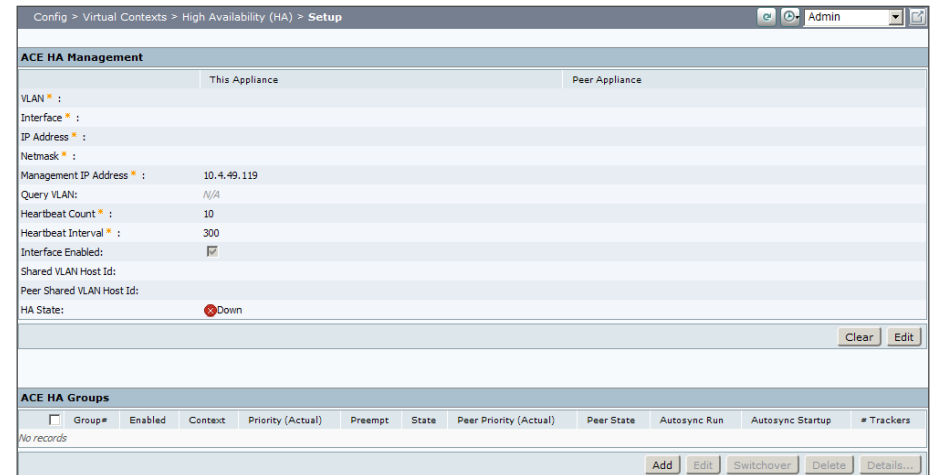 Config > Virtual Contexts > High Availability (HA) > Setup Admin
ACE HA Management
This Appliance Peer Appliance
VLAN * :
Interface * :
IP Address * :
Netmask * :
Management IP Address * : 10.4.49.119
Query VLAN: N/A
Heartbeat Count * : 10
Heartbeat Interval * : 300
Interface Enabled:
Shared VLAN Host Id:
Peer Shared VLAN Host Id:
HA State: Down
Clear Edit
ACE HA Groups
Group# Enabled Context Priority (Actual) Preempt State Peer Priority (Actual) Peer State Autosync Run Autosync Startup # Trackers
No records
Add Edit Switchover Delete Details...